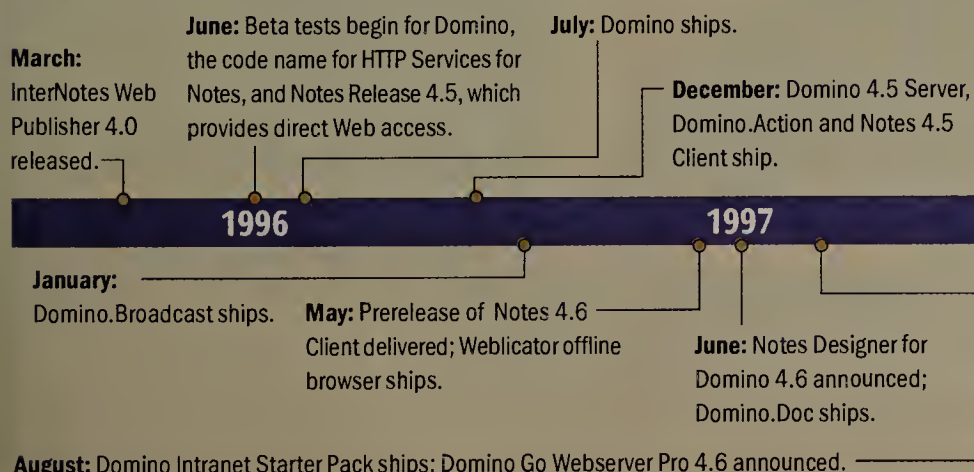 March:
InterNotes Web
Publisher 4.0
released.
June: Beta tests begin for Domino,
the code name for HTTP Services for
Notes, and Notes Release 4.5, which
provides direct Web access.
July: Domino ships.
December: Domino 4.5 Server,
Domino.Action and Notes 4.5
Client ship.
1996
1997
January:
Domino.Broadcast ships.
May: Prerelease of Notes 4.6
Client delivered; Weblicator offline
browser ships.
June: Notes Designer for
Domino 4.6 announced;
Domino.Doc ships.
August: Domino Intranet Starter Pack ships; Domino Go Webserver Pro 4.6 announced.